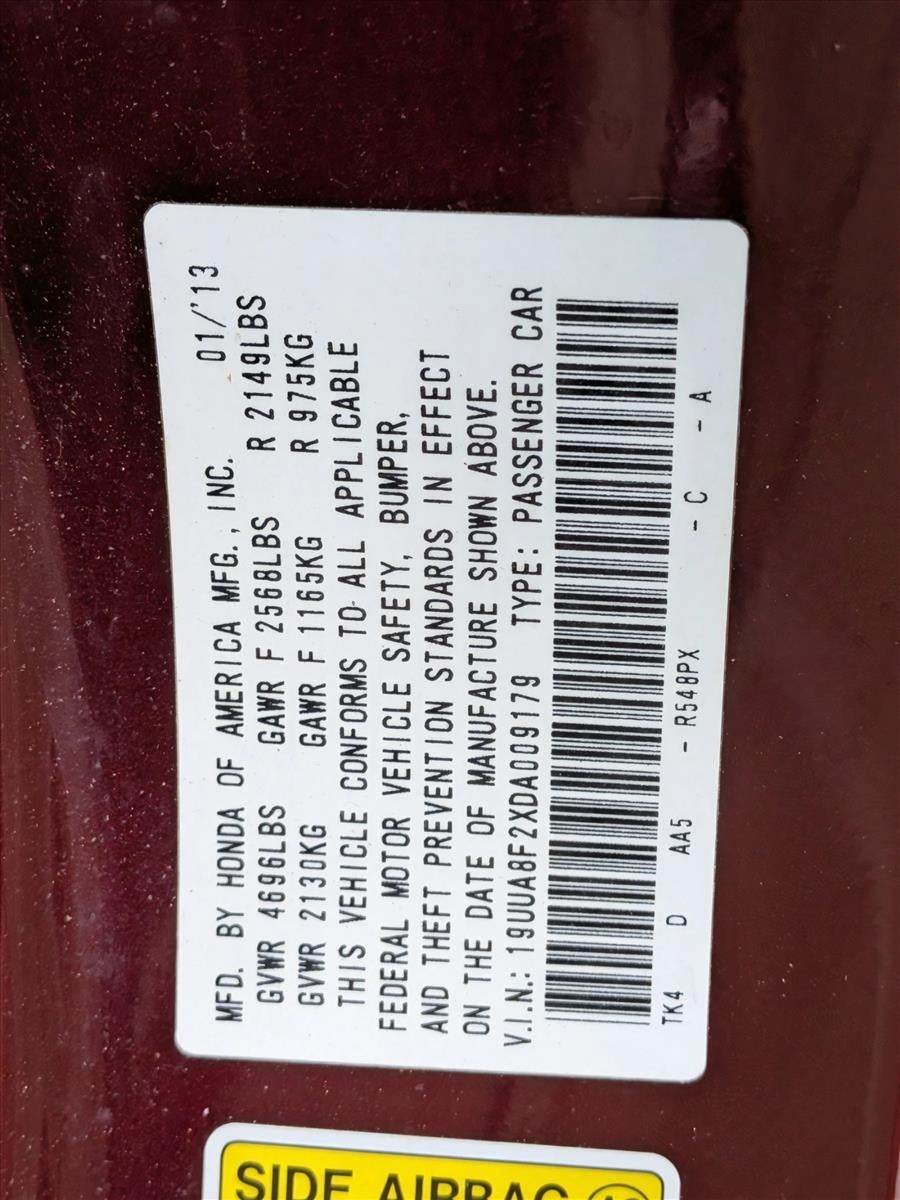 MFD. BY HONDA OF AMERICA MFG., INC. 01/'13
GVWR 4696LBS GAWR F 2568LBS R 2149LBS
GVWR 2130KG GAWR F 1165KG R 975KG
THIS VEHICLE CONFORMS TO ALL APPLICABLE
FEDERAL MOTOR VEHICLE SAFETY, BUMPER,
AND THEFT PREVENTION STANDARDS IN EFFECT
ON THE DATE OF MANUFACTURE SHOWN ABOVE.
V.I.N.: 19UUA8F2XDA009179 TYPE: PASSENGER CAR
TK4 D AA5 - R548PX - C - A
SIDE AIRBAG